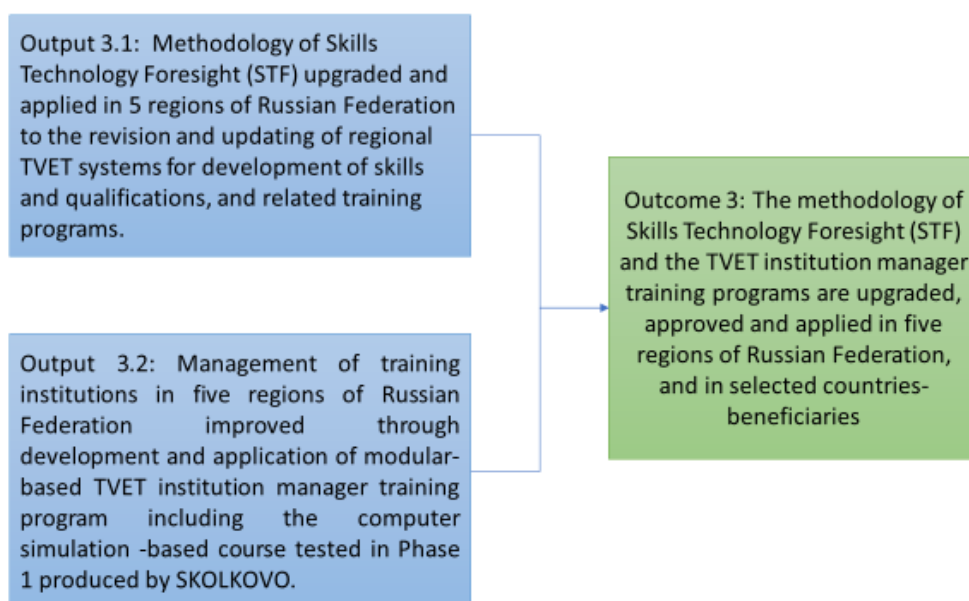 Output 3.1:  Methodology of Skills
Technology Foresight (STF) upgraded and
applied in 5 regions of Russian Federation
to the revision and updating of regional
TVET systems for development of skills
and qualifications, and related training
programs.
Outcome 3: The methodology of
Skills Technology Foresight (STF)
and the TVET institution manager
training programs are upgraded,
approved and applied in five
regions of Russian Federation,
and in selected countries-
beneficiaries
Output 3.2: Management of training
institutions in five regions of Russian
Federation improved through
development and application of modular-
based TVET institution manager training
program including the computer
simulation -based course tested in Phase
1 produced by SKOLKOVO.